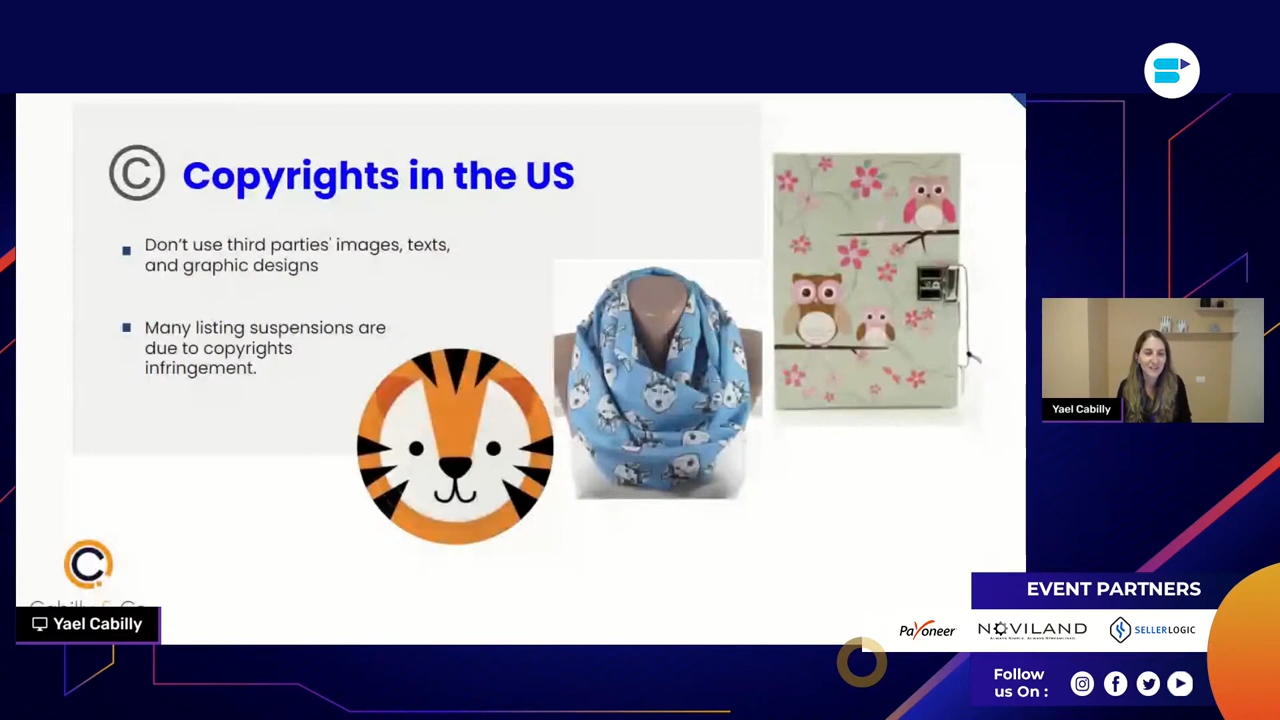 © Copyrights in the US
Don't use third parties' images, texts,
and graphic designs
Many listing suspensions are
due to copyrights
infringement.
Yael Cabilly
Yael Cabilly
EVENT PARTNERS
Payoneer
NOVILAND
SELLERLOGIC
Follow
us On :